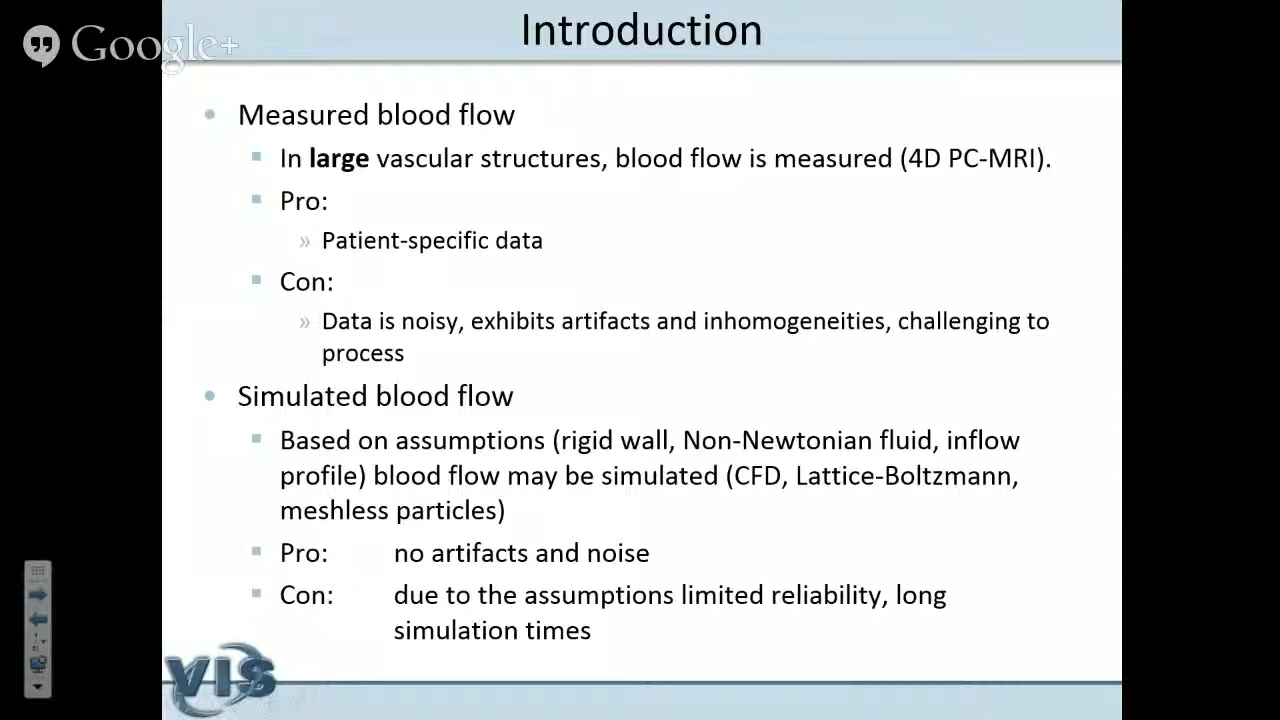 Introduction
Google+
Measured blood flow
In large vascular structures, blood flow is measured (4D PC-MRI).
Pro:
» Patient-specific data
Con:
» Data is noisy, exhibits artifacts and inhomogeneities, challenging to
process
Simulated blood flow
Based on assumptions (rigid wall, Non-Newtonian fluid, inflow
profile) blood flow may be simulated (CFD, Lattice-Boltzmann,
meshless particles)
Pro: no artifacts and noise
Con: due to the assumptions limited reliability, long
simulation times
VIS